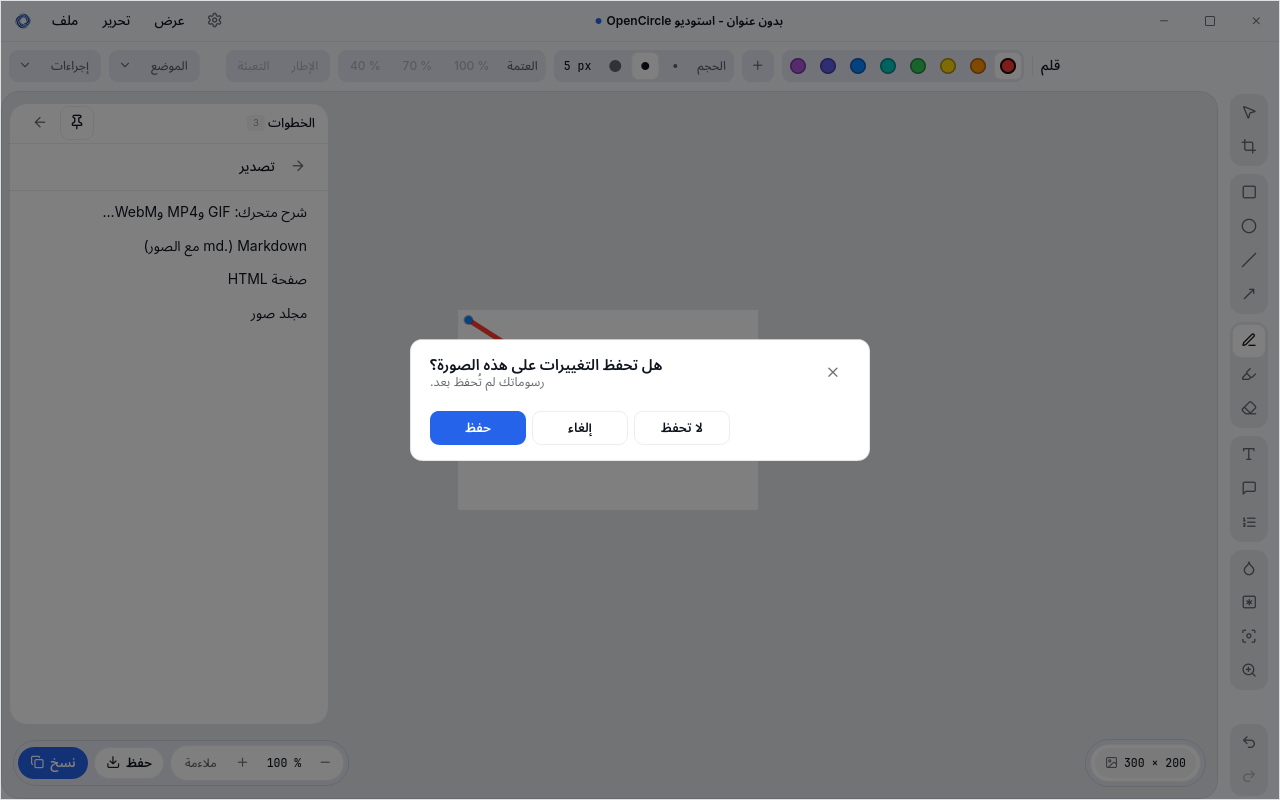 ملف تحرير عرض
بدون عنوان - استوديو OpenCircle
قلم
الحجم 5 px
العتمة 100 % 70 % 40 %
الإطار التعبئة
الموضع
إجراءات
الخطوات 3
تصدير
شرح متحرك: GIF وMP4 وWebM...
Markdown (.md مع الصور)
صفحة HTML
مجلد صور
هل تحفظ التغييرات على هذه الصورة؟
رسوماتك لم تُحفظ بعد.
لا تحفظ إلغاء حفظ
300 × 200
100 % ملاءمة
حفظ
نسخ